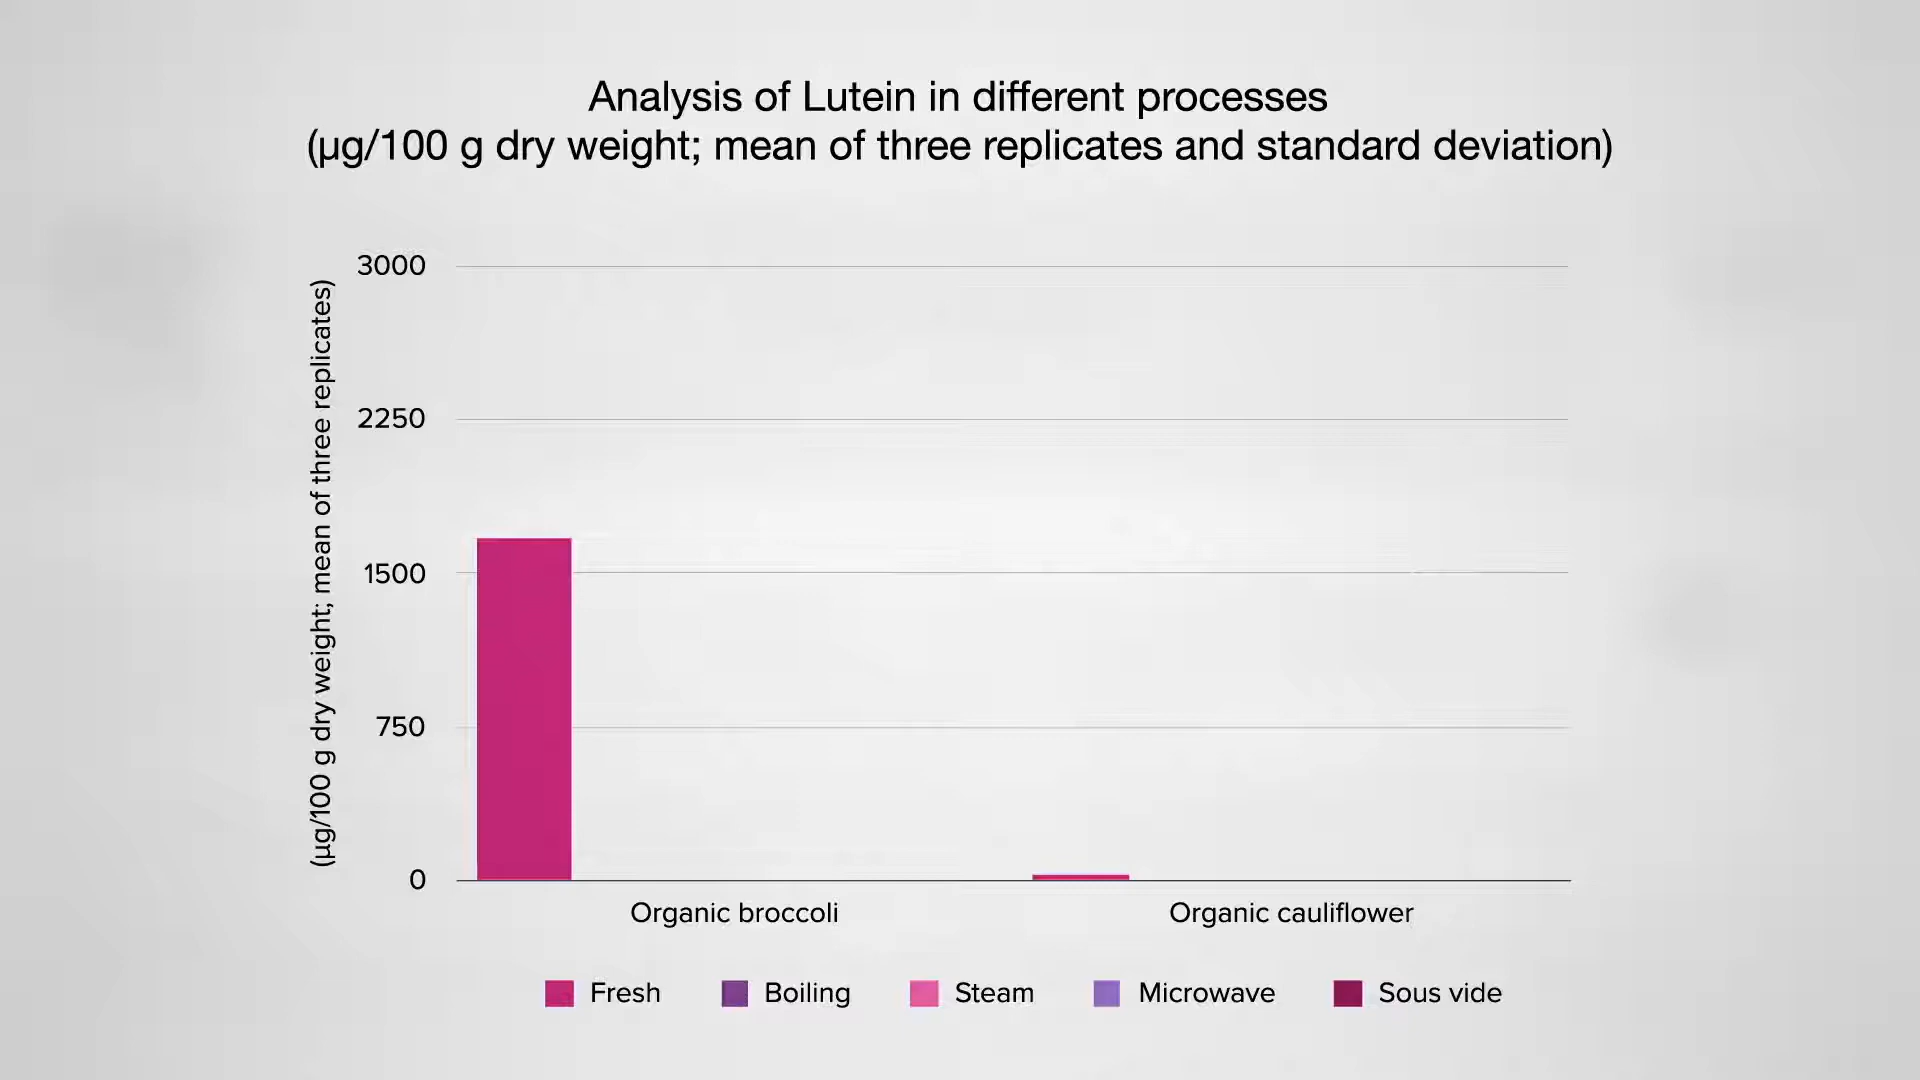 Analysis of Lutein in different processes
(µg/100 g dry weight; mean of three replicates and standard deviation)
(µg/100 g dry weight; mean of three replicates)
3000
2250
1500
750
0
Organic broccoli
Organic cauliflower
Fresh
Boiling
Steam
Microwave
Sous vide